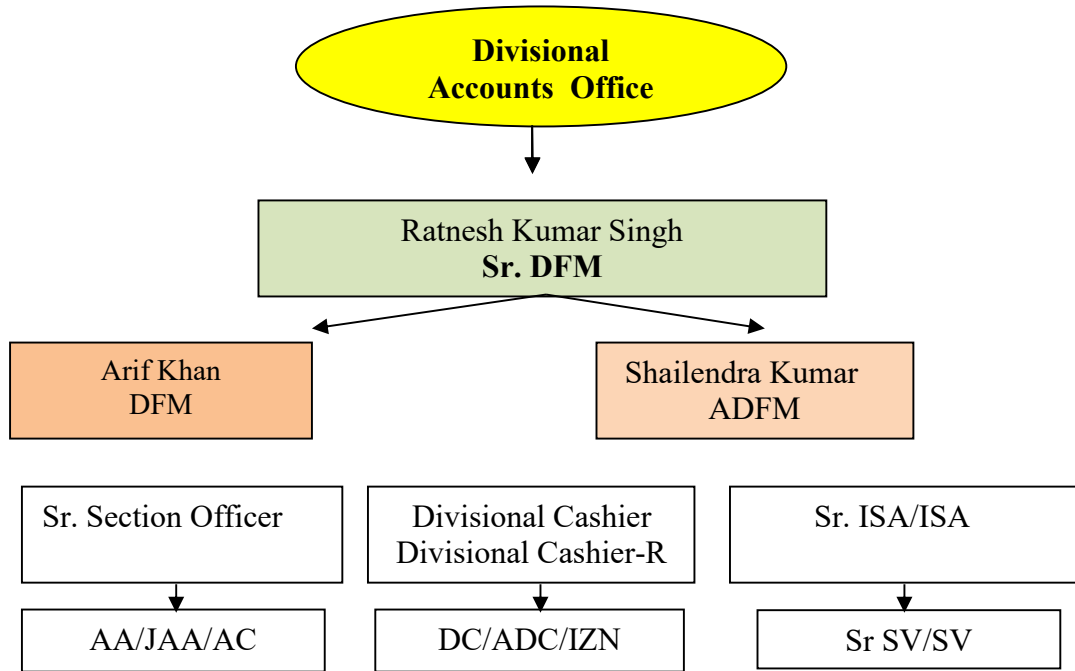 Divisional
Accounts Office
Ratnesh Kumar Singh
Sr. DFM
Arif Khan
DFM
Shailendra Kumar
ADFM
Sr. Section Officer
Divisional Cashier
Divisional Cashier-R
Sr. ISA/ISA
AA/JAA/AC
DC/ADC/IZN
Sr SV/SV